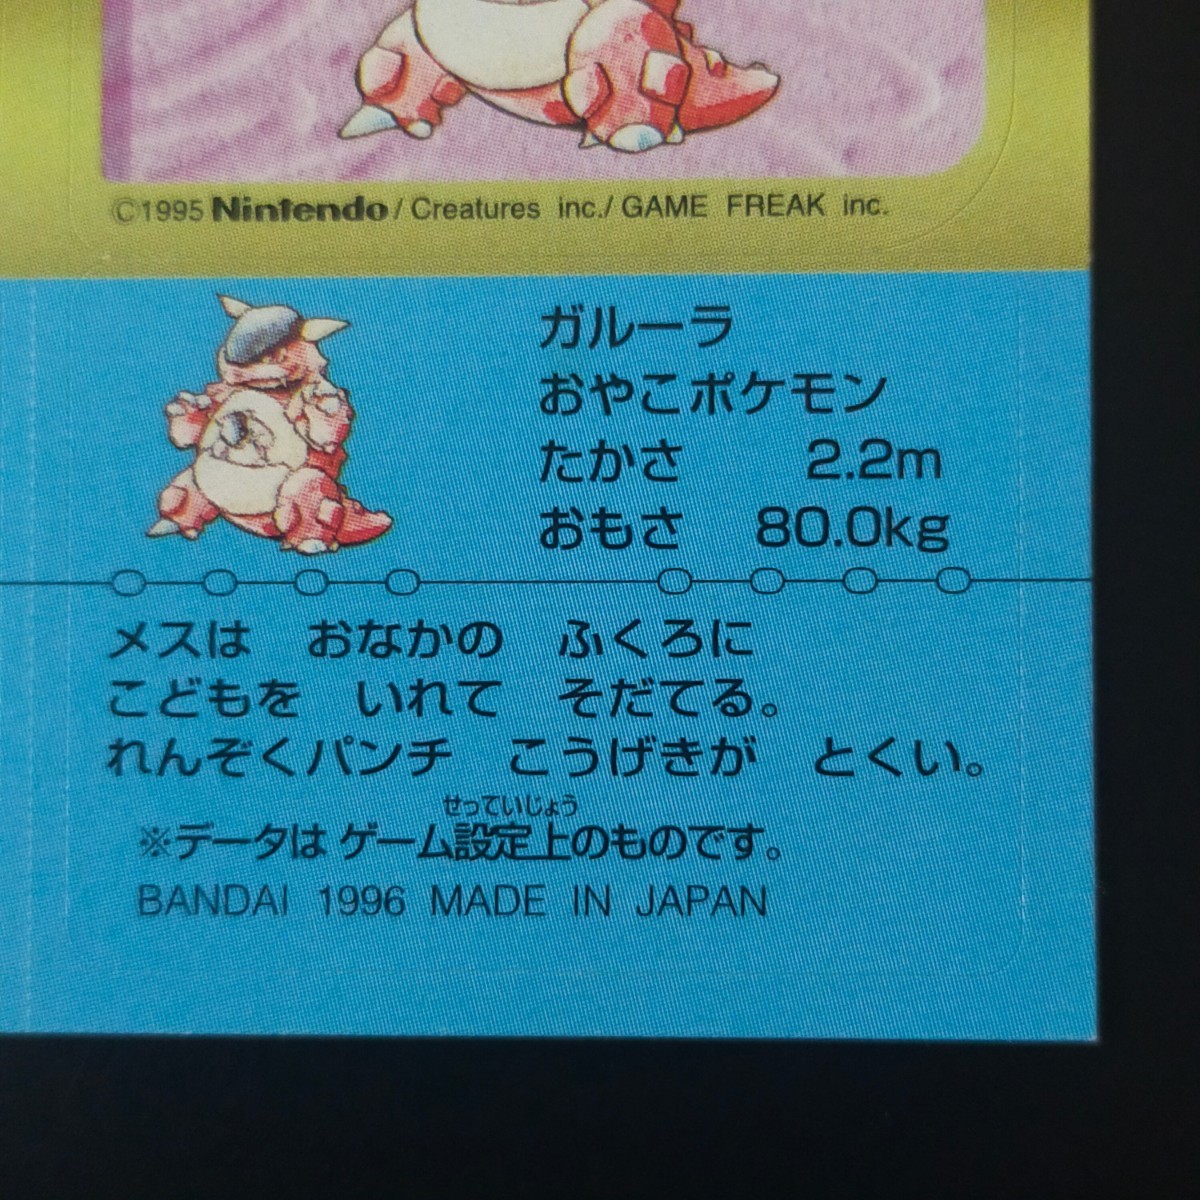 ©1995 Nintendo / Creatures inc. / GAME FREAK inc.
ガルーラ
おやこポケモン
たかさ 2.2m
おもさ 80.0kg
メスは おなかの ふくろに
こどもを いれて そだてる。
れんぞくパンチ こうげきが とくい。
せっていじょう
※データは ゲーム設定上のものです。
BANDAI 1996 MADE IN JAPAN